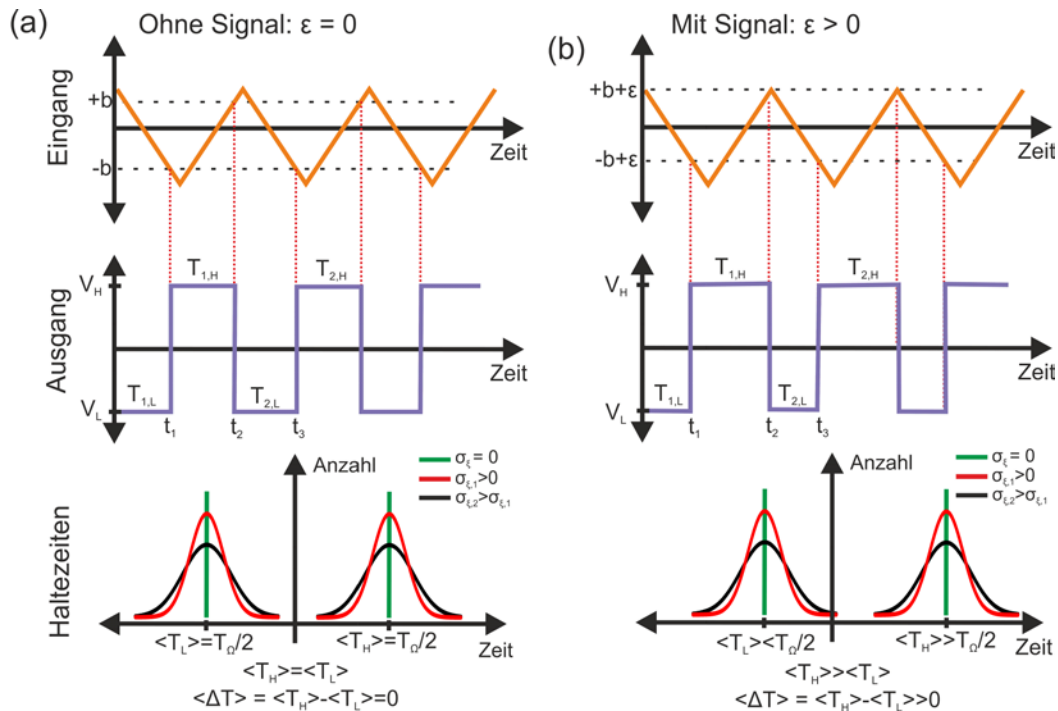 (a)
Ohne Signal: ε = 0
Eingang
+b
-b
Zeit
Ausgang
V_H
V_L
T_1,H
T_2,H
T_1,L
T_2,L
t_1
t_2
t_3
Zeit
Haltezeiten
Anzahl
σ_ξ = 0
σ_ξ,1>0
σ_ξ,2>σ_ξ,1
<T_L>=T_Ω/2
<T_H>=T_Ω/2
Zeit
<T_H>=<T_L>
<ΔT> = <T_H>-<T_L>=0
(b)
Mit Signal: ε > 0
+b+ε
-b+ε
Zeit
V_H
V_L
T_1,H
T_2,H
T_1,L
T_2,L
t_1
t_2
t_3
Zeit
Anzahl
σ_ξ = 0
σ_ξ,1>0
σ_ξ,2>σ_ξ,1
<T_L><<T_Ω/2
<T_H>>>T_Ω/2
Zeit
<T_H>>><T_L>
<ΔT> = <T_H>-<T_L>>>0